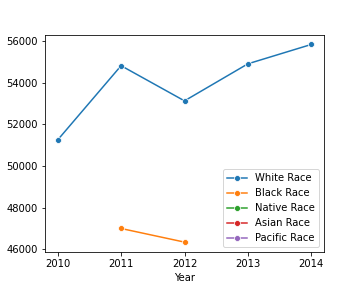 56000
54000
52000
50000
48000
46000
White Race
Black Race
Native Race
Asian Race
Pacific Race
2010 2011 2012 2013 2014
Year